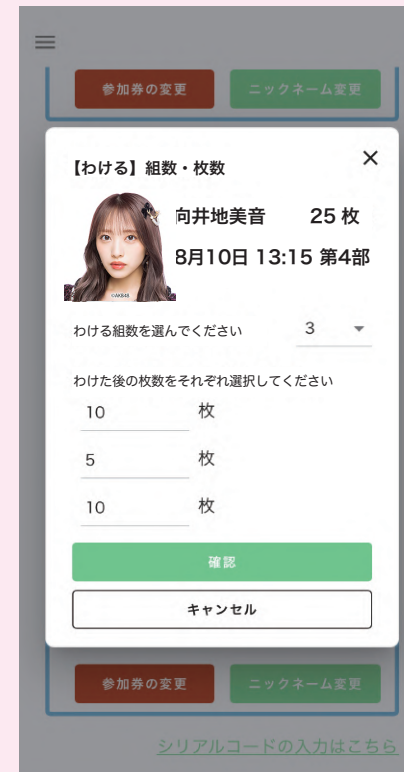 参加券の変更 ニックネーム変更
【わける】組数・枚数 ×
向井地美音 25 枚
8月10日 13:15 第4部
©AKB48
わける組数を選んでください 3
わけた後の枚数をそれぞれ選択してください
10 枚
5 枚
10 枚
確認
キャンセル
参加券の変更 ニックネーム変更
シリアルコードの入力はこちら